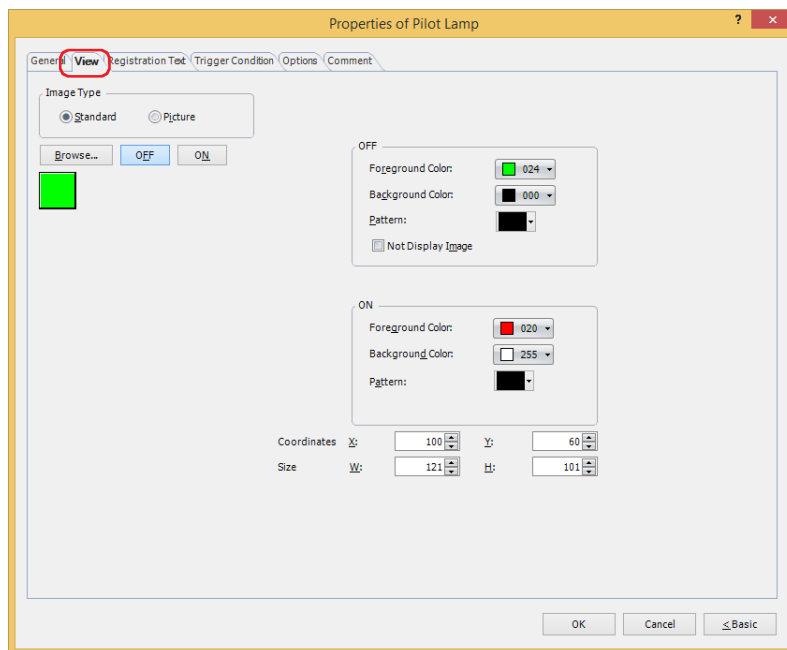 Properties of Pilot Lamp
? ×
General View Registration Text Trigger Condition Options Comment
Image Type
Standard Picture
Browse... OFF ON
OFF
Foreground Color: 024
Background Color: 000
Pattern:
Not Display Image
ON
Foreground Color: 020
Background Color: 255
Pattern:
Coordinates X: 100 Y: 60
Size W: 121 H: 101
OK Cancel < Basic